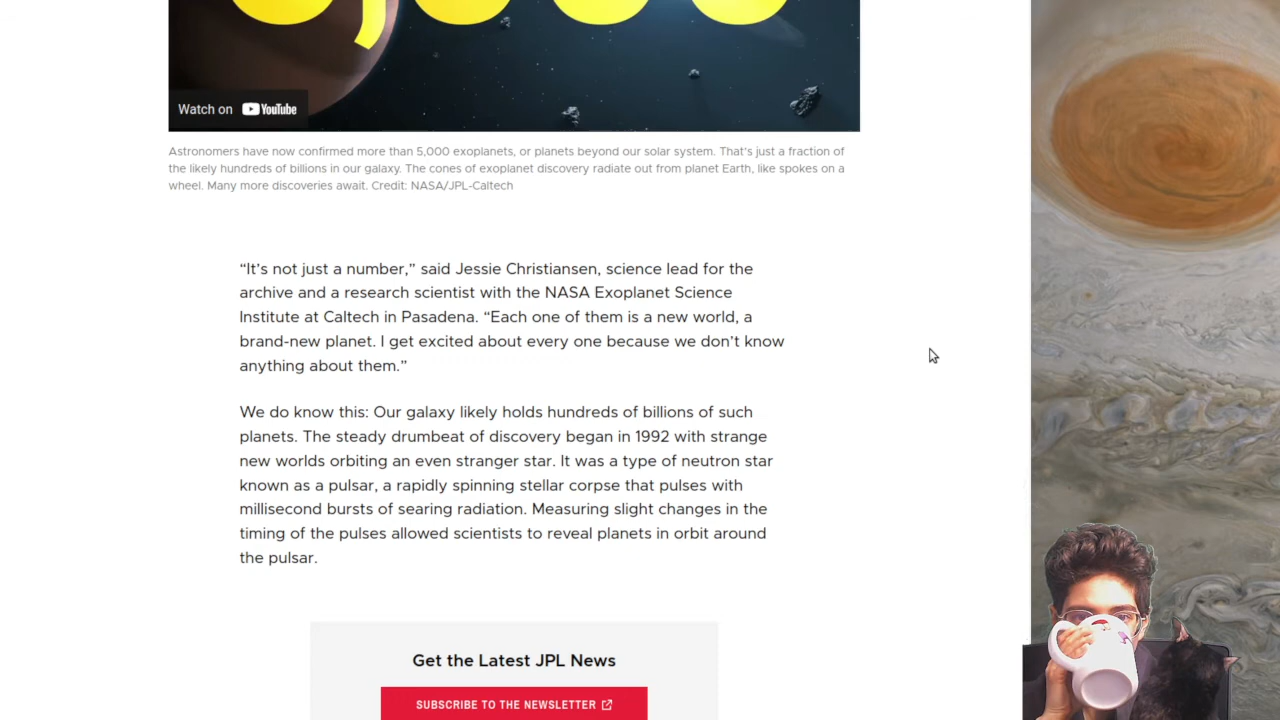 Watch on YouTube
Astronomers have now confirmed more than 5,000 exoplanets, or planets beyond our solar system. That’s just a fraction of
the likely hundreds of billions in our galaxy. The cones of exoplanet discovery radiate out from planet Earth, like spokes on a
wheel. Many more discoveries await. Credit: NASA/JPL-Caltech
“It’s not just a number,” said Jessie Christiansen, science lead for the
archive and a research scientist with the NASA Exoplanet Science
Institute at Caltech in Pasadena. “Each one of them is a new world, a
brand-new planet. I get excited about every one because we don’t know
anything about them.”
We do know this: Our galaxy likely holds hundreds of billions of such
planets. The steady drumbeat of discovery began in 1992 with strange
new worlds orbiting an even stranger star. It was a type of neutron star
known as a pulsar, a rapidly spinning stellar corpse that pulses with
millisecond bursts of searing radiation. Measuring slight changes in the
timing of the pulses allowed scientists to reveal planets in orbit around
the pulsar.
Get the Latest JPL News
SUBSCRIBE TO THE NEWSLETTER